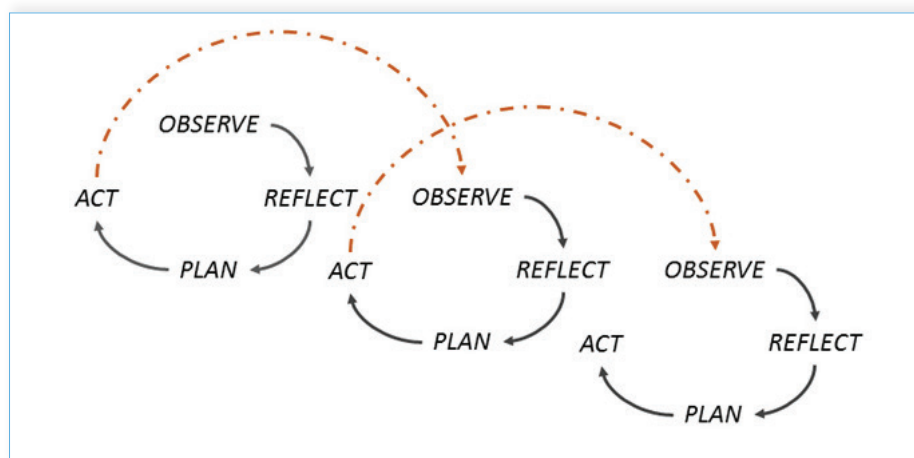 OBSERVE
ACT
REFLECT
PLAN
OBSERVE
ACT
REFLECT
PLAN
OBSERVE
ACT
REFLECT
PLAN